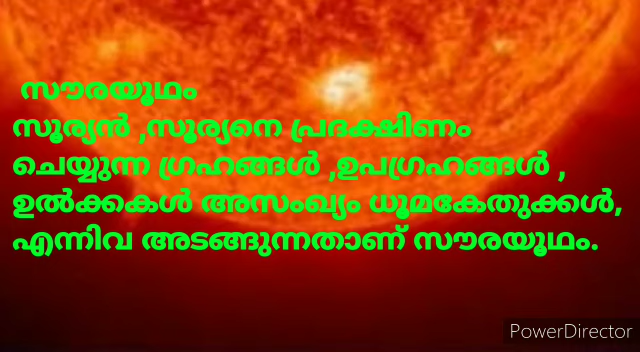 സൗരയൂഥം
സൂര്യൻ ,സൂര്യനെ പ്രദക്ഷിണം
ചെയ്യുന്ന ഗ്രഹങ്ങൾ ,ഉപഗ്രഹങ്ങൾ ,
ഉൽക്കകൾ അസംഖ്യം ധൂമകേതുക്കൾ,
എന്നിവ അടങ്ങുന്നതാണ് സൗരയൂഥം.
PowerDirector